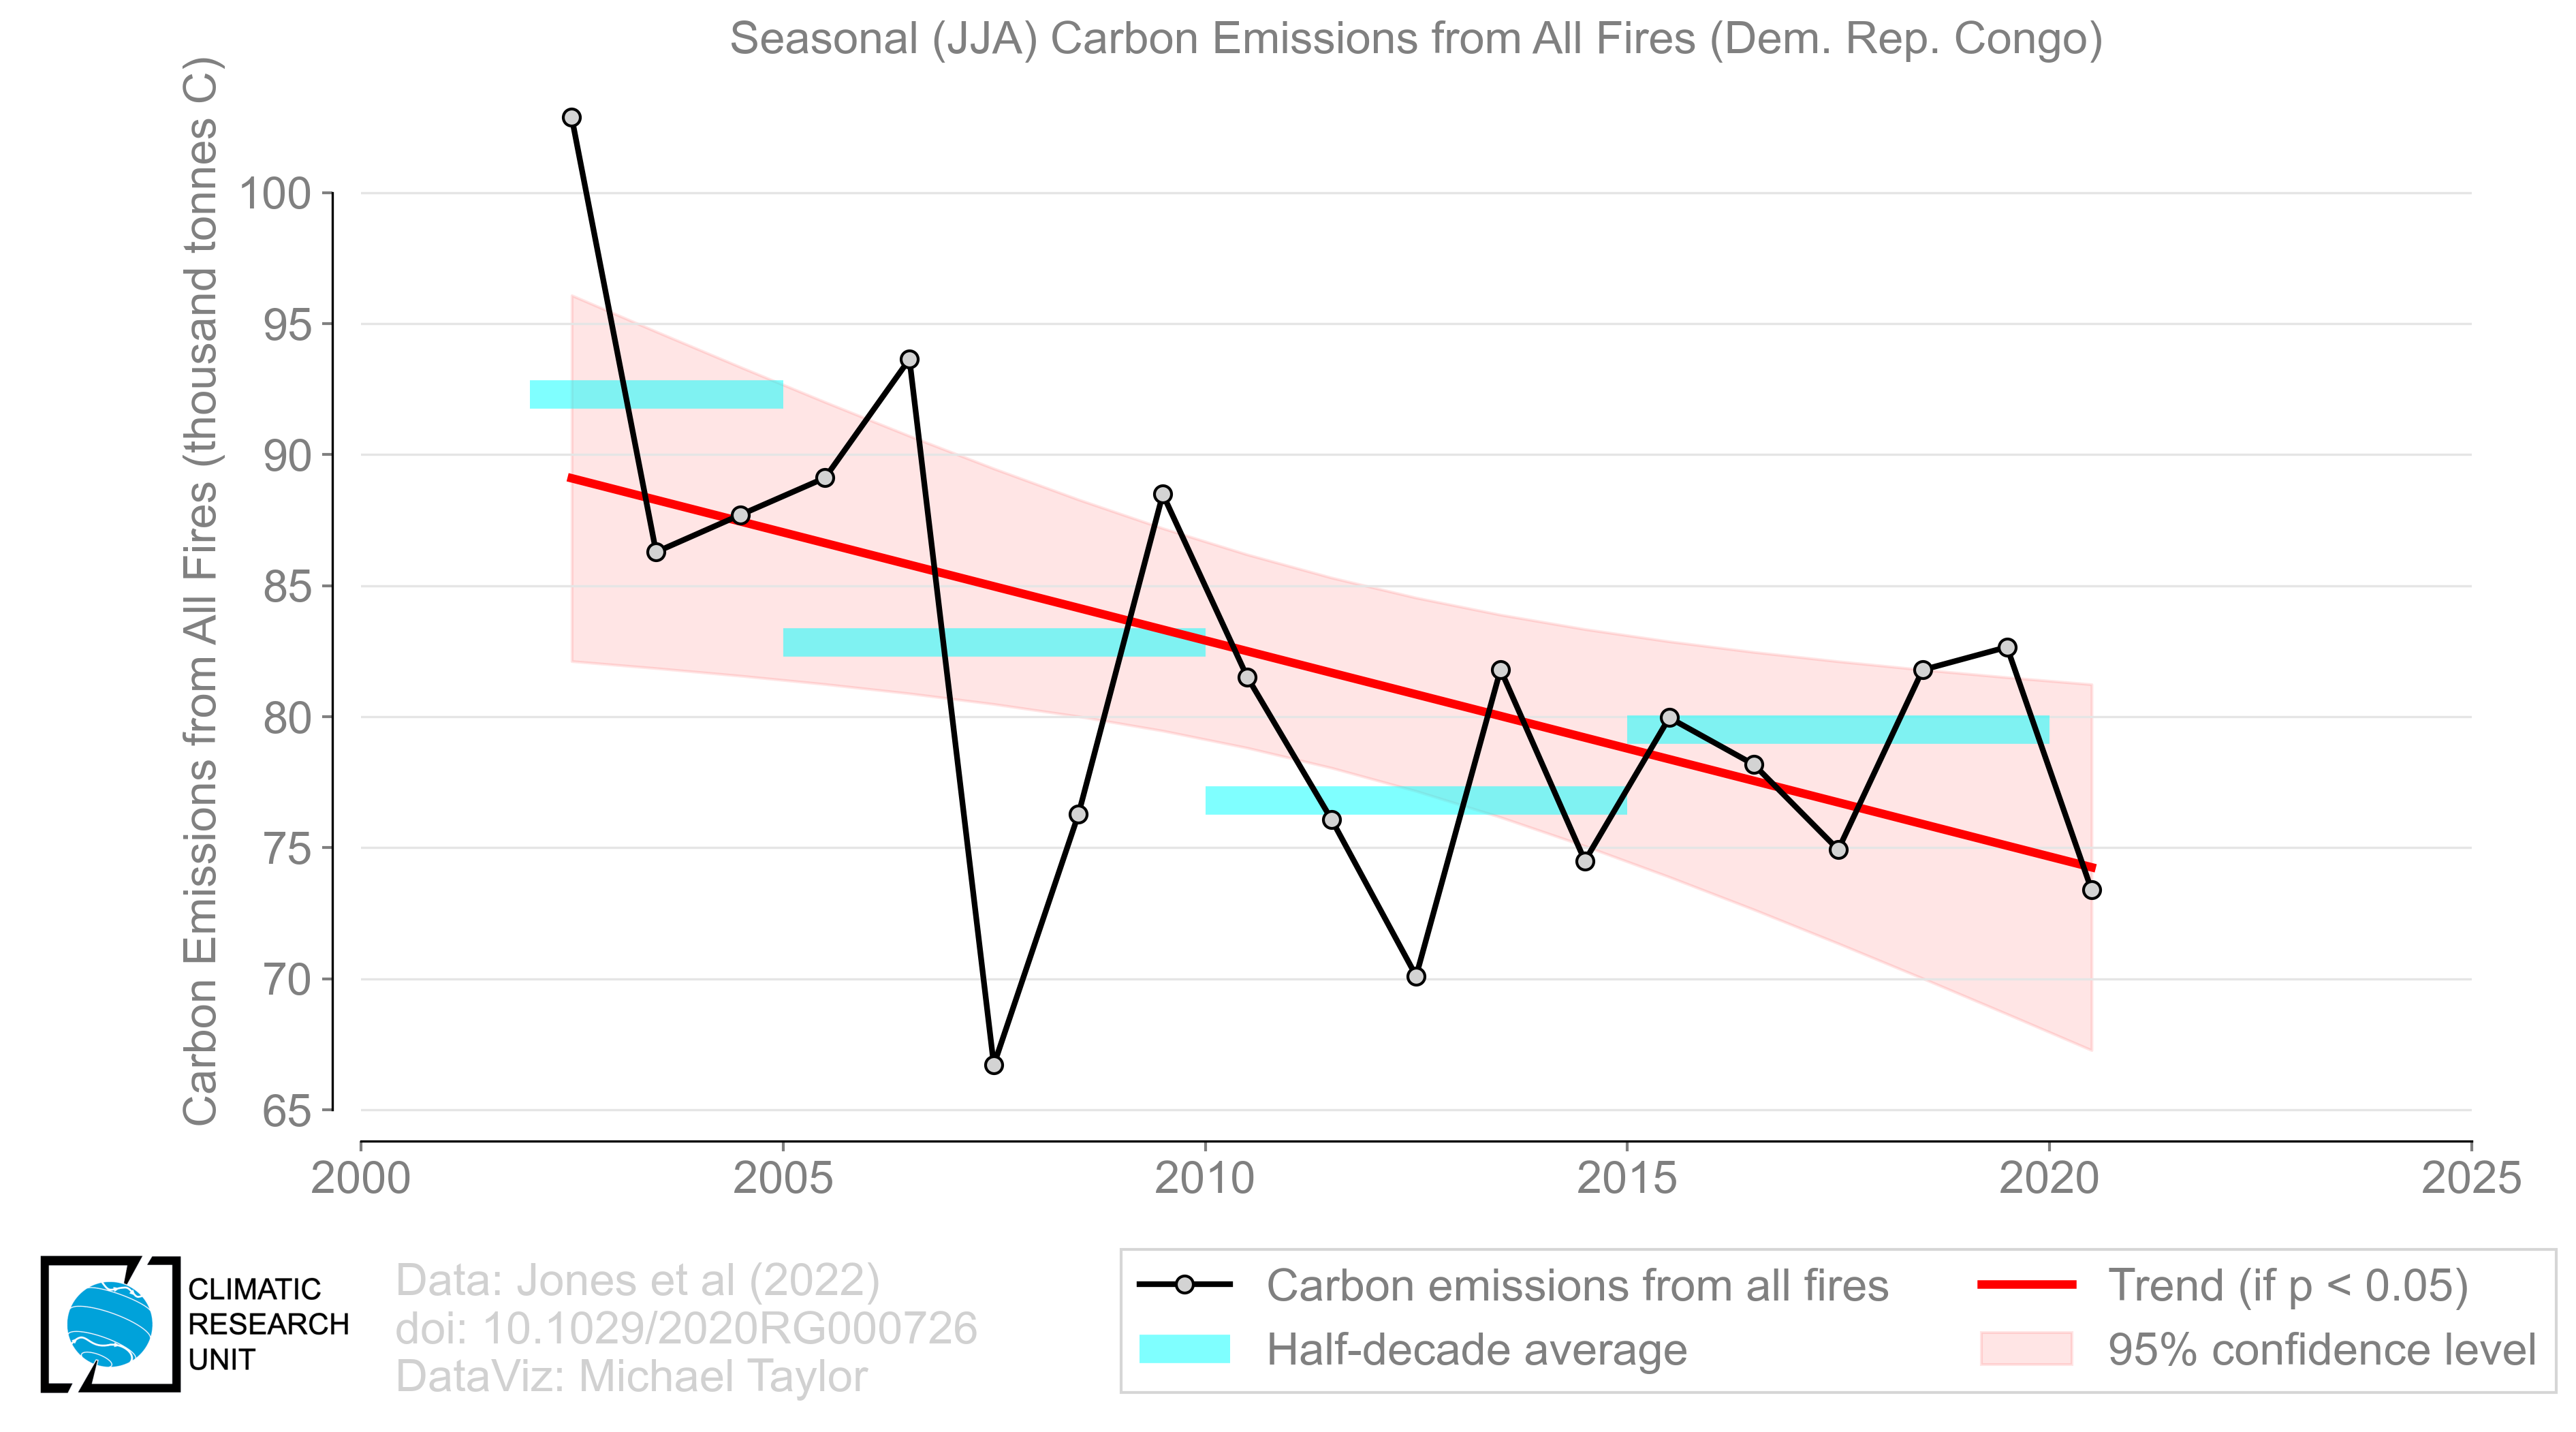 Seasonal (JJA) Carbon Emissions from All Fires (Dem. Rep. Congo)
Carbon Emissions from All Fires (thousand tonnes C)
100
95
90
85
80
75
70
65
2000 2005 2010 2015 2020 2025
CLIMATIC
RESEARCH
UNIT
Data: Jones et al (2022)
doi: 10.1029/2020RG000726
DataViz: Michael Taylor
Carbon emissions from all fires
Half-decade average
Trend (if p < 0.05)
95% confidence level